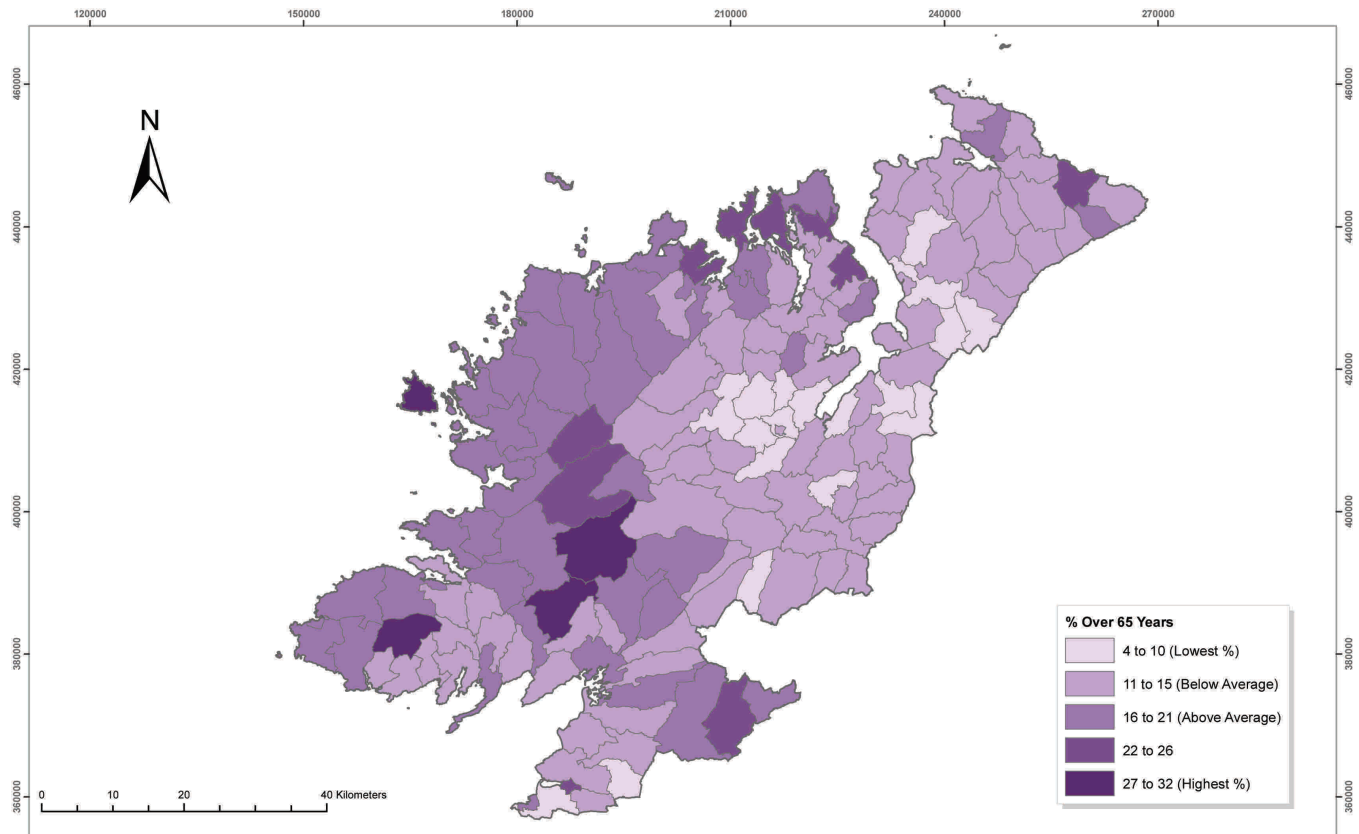 120000 150000 180000 210000 240000 270000
460000 460000
N
440000 440000
420000 420000
400000 400000
380000 380000
360000 360000
% Over 65 Years
4 to 10 (Lowest %)
11 to 15 (Below Average)
16 to 21 (Above Average)
22 to 26
27 to 32 (Highest %)
0 10 20 40 Kilometers